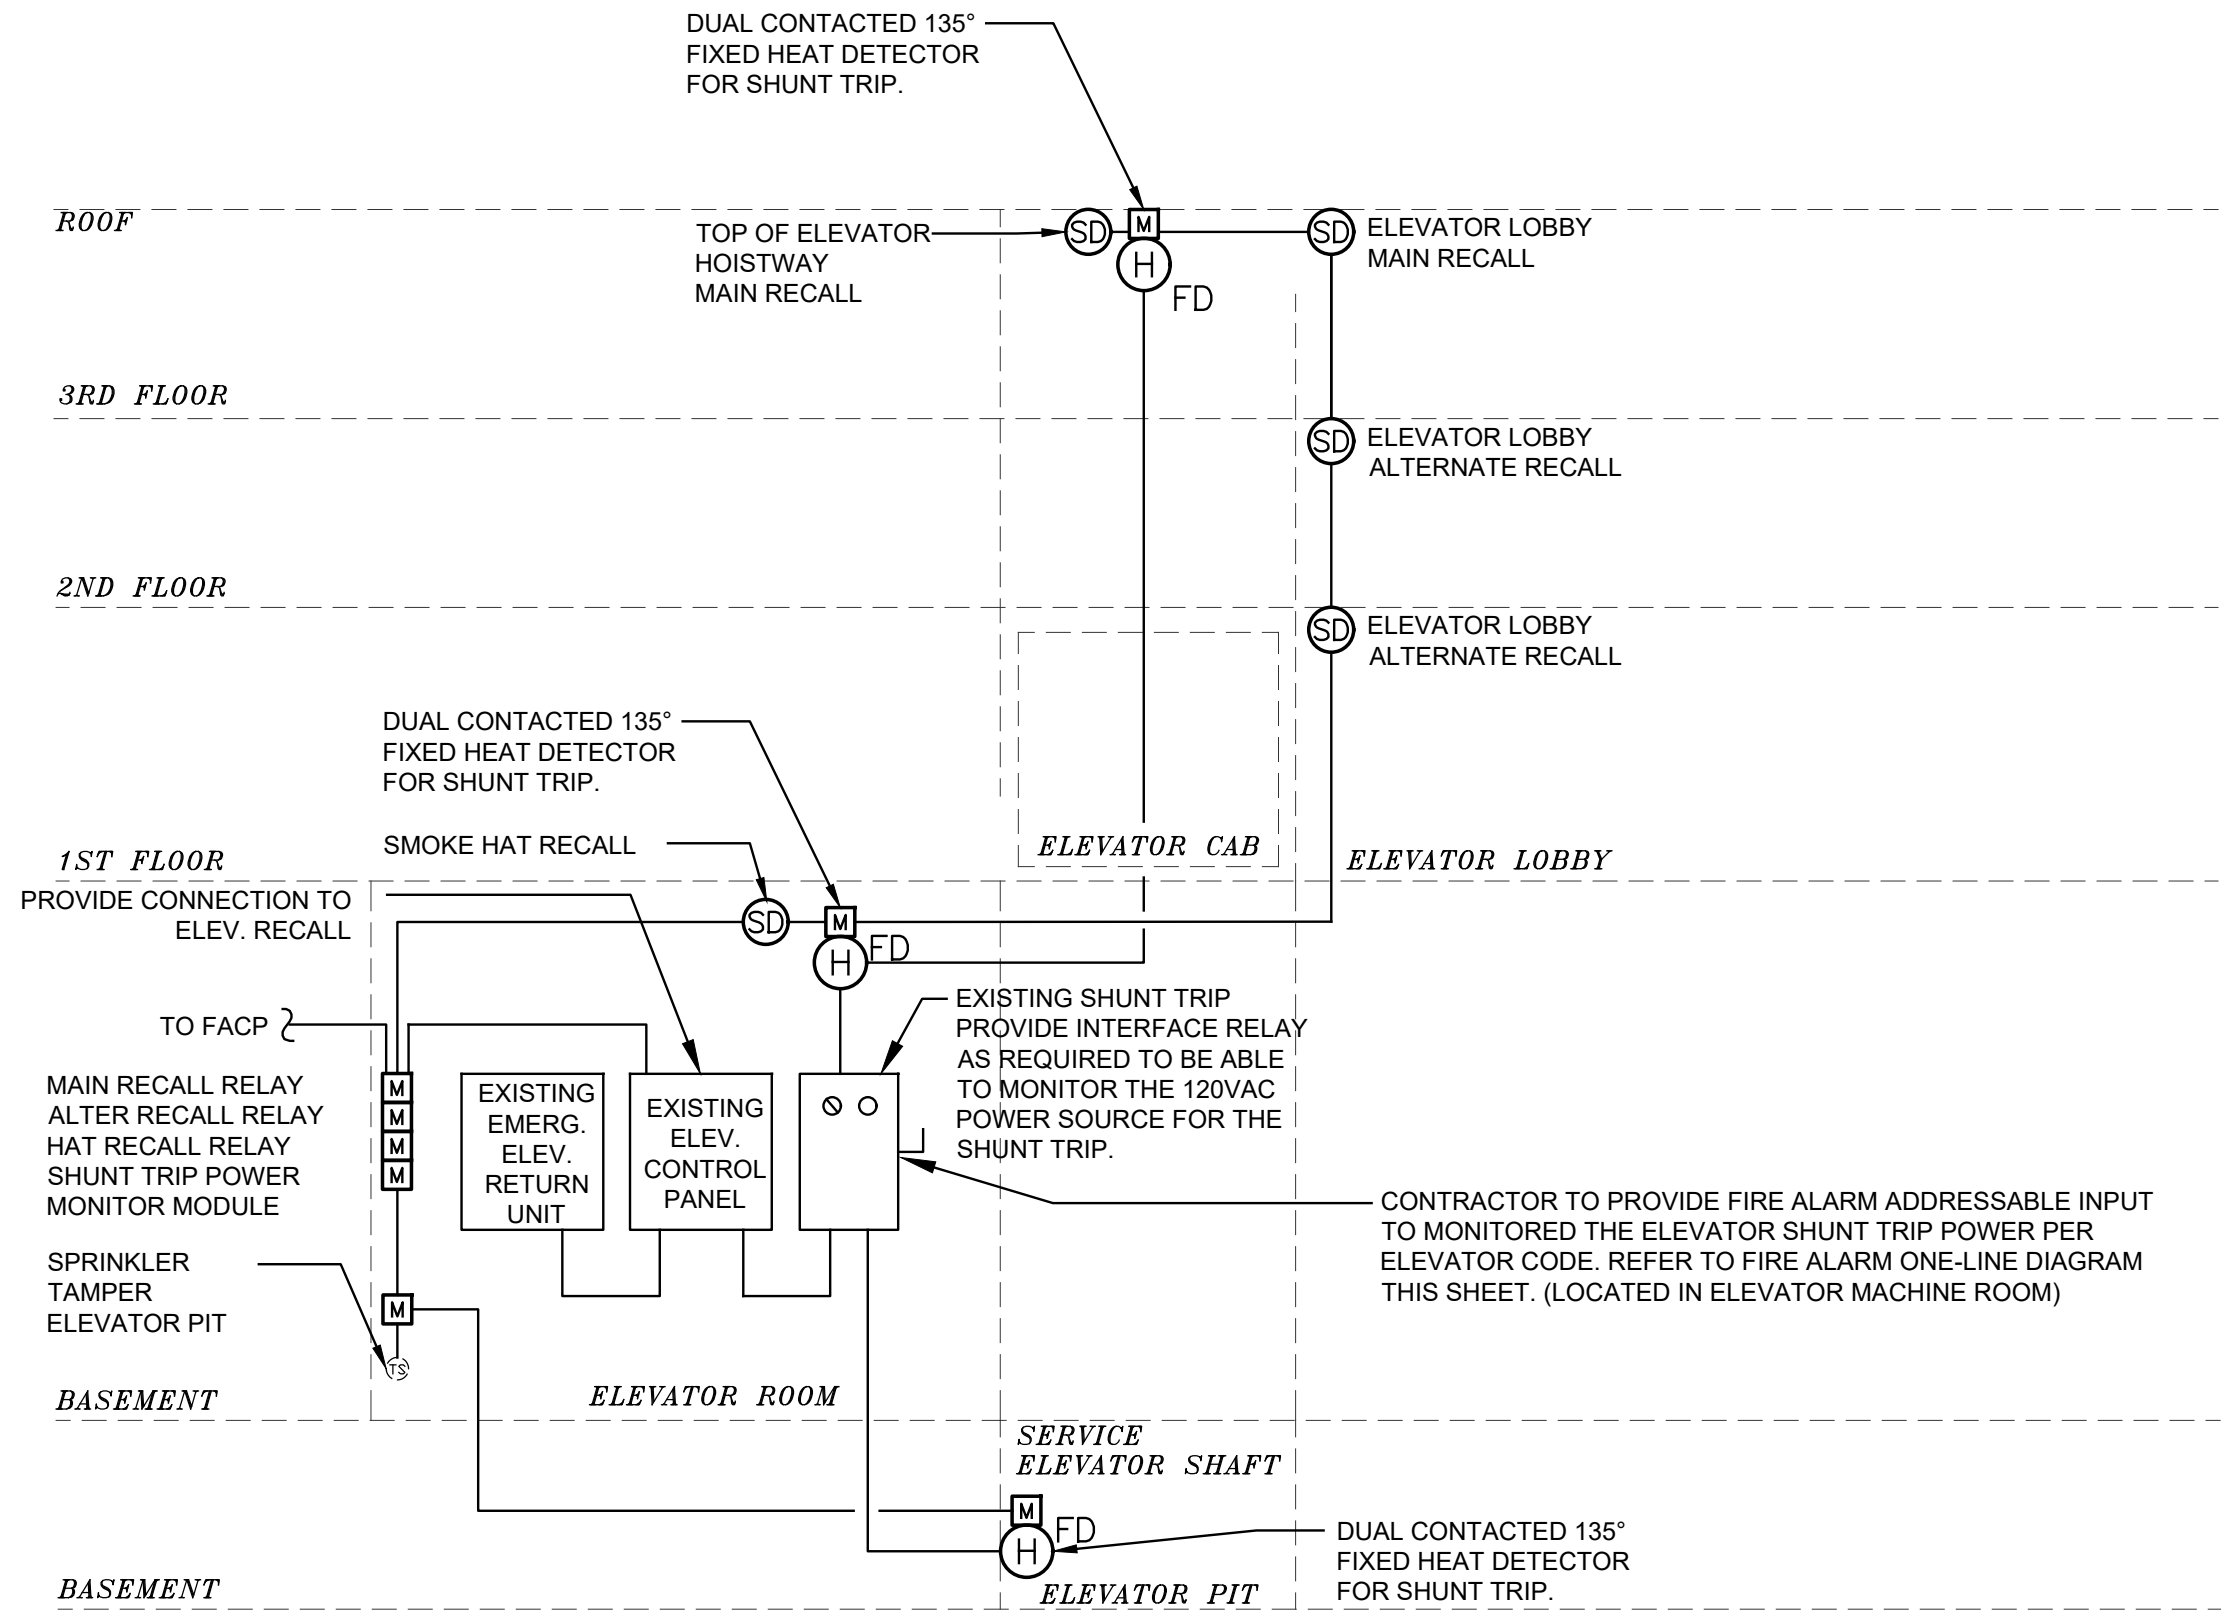 DUAL CONTACTED 135°
FIXED HEAT DETECTOR
FOR SHUNT TRIP.
ROOF
TOP OF ELEVATOR
HOISTWAY
MAIN RECALL
SD
M
H
FD
SD
ELEVATOR LOBBY
MAIN RECALL
3RD FLOOR
SD
ELEVATOR LOBBY
ALTERNATE RECALL
2ND FLOOR
SD
ELEVATOR LOBBY
ALTERNATE RECALL
DUAL CONTACTED 135°
FIXED HEAT DETECTOR
FOR SHUNT TRIP.
SMOKE HAT RECALL
ELEVATOR CAB
1ST FLOOR
ELEVATOR LOBBY
PROVIDE CONNECTION TO
ELEV. RECALL
SD
M
H
FD
TO FACP
EXISTING SHUNT TRIP
PROVIDE INTERFACE RELAY
AS REQUIRED TO BE ABLE
TO MONITOR THE 120VAC
POWER SOURCE FOR THE
SHUNT TRIP.
MAIN RECALL RELAY
ALTER RECALL RELAY
HAT RECALL RELAY
SHUNT TRIP POWER
MONITOR MODULE
M
M
M
M
EXISTING
EMERG.
ELEV.
RETURN
UNIT
EXISTING
ELEV.
CONTROL
PANEL
CONTRACTOR TO PROVIDE FIRE ALARM ADDRESSABLE INPUT
TO MONITORED THE ELEVATOR SHUNT TRIP POWER PER
ELEVATOR CODE. REFER TO FIRE ALARM ONE-LINE DIAGRAM
THIS SHEET. (LOCATED IN ELEVATOR MACHINE ROOM)
SPRINKLER
TAMPER
ELEVATOR PIT
M
TS
BASEMENT
ELEVATOR ROOM
SERVICE
ELEVATOR SHAFT
M
H
FD
DUAL CONTACTED 135°
FIXED HEAT DETECTOR
FOR SHUNT TRIP.
BASEMENT
ELEVATOR PIT